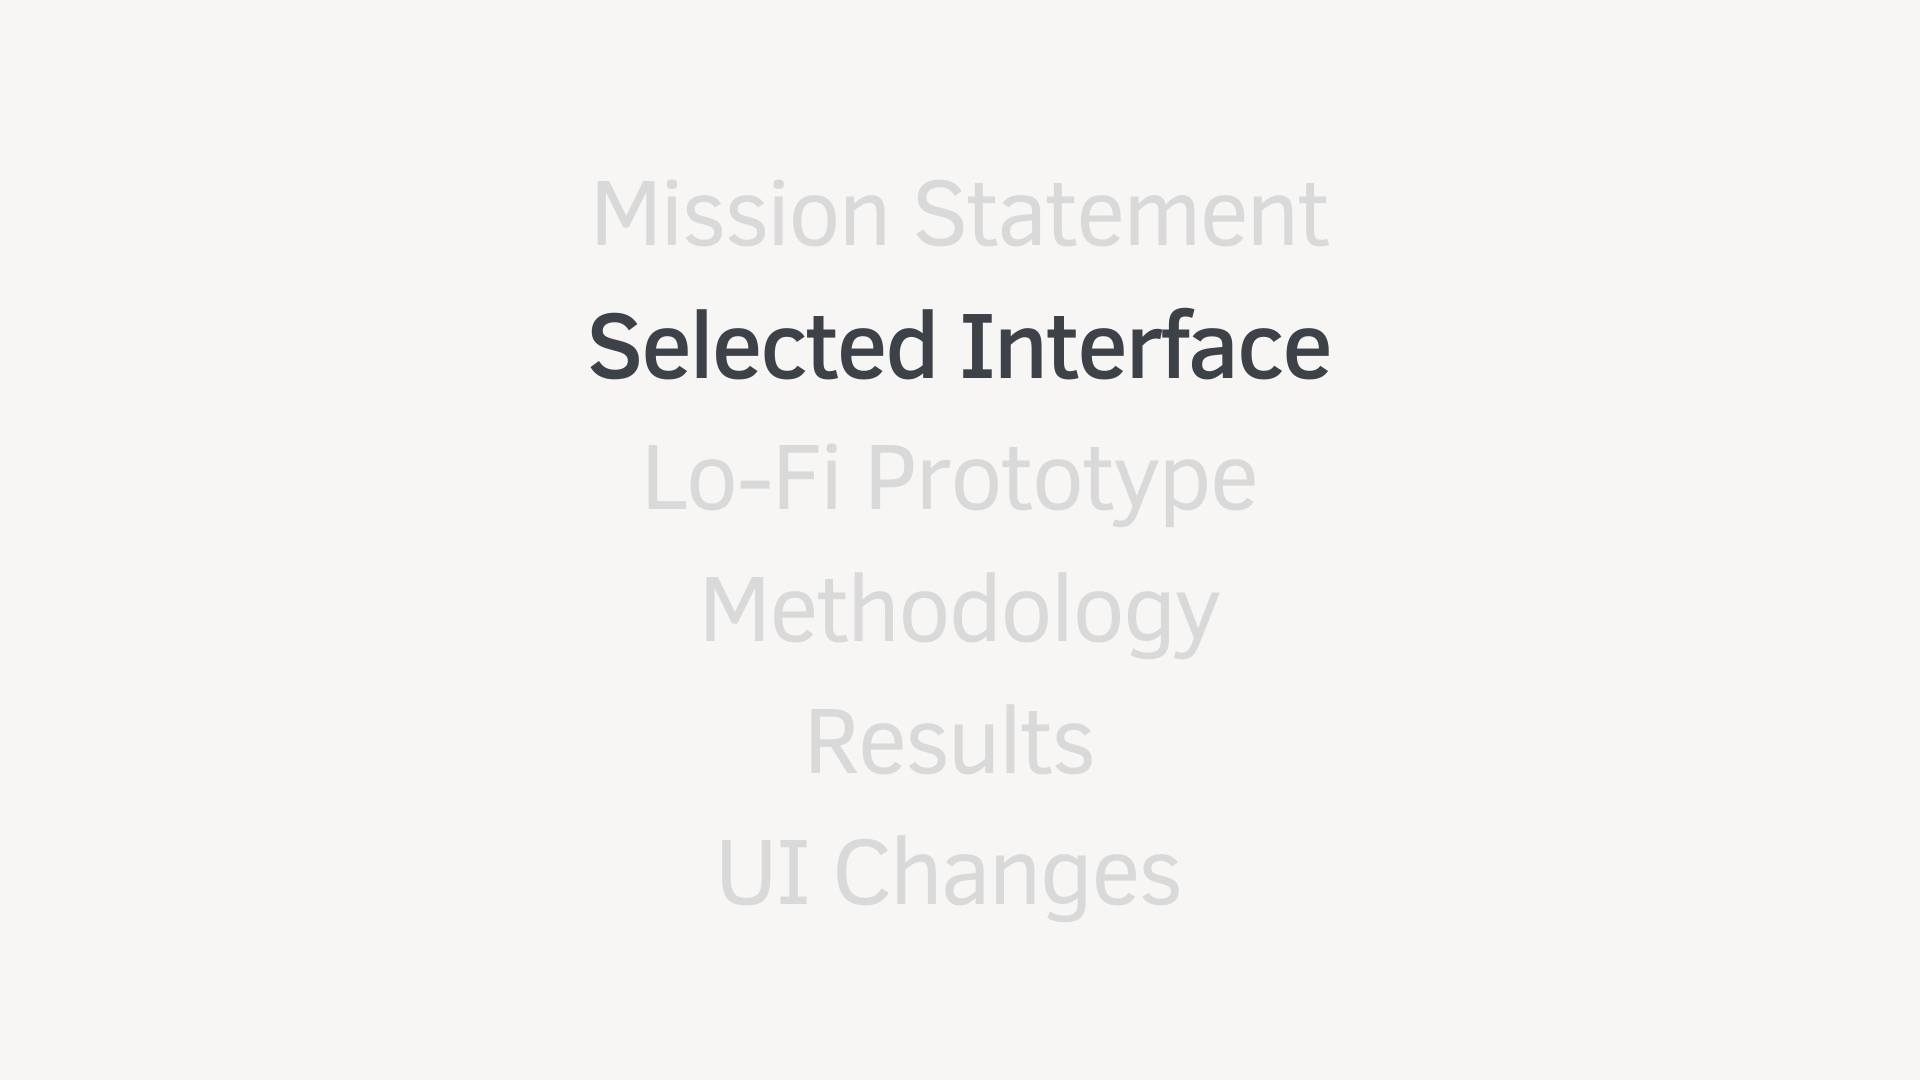 Mission Statement
Selected Interface
Lo-Fi Prototype
Methodology
Results
UI Changes